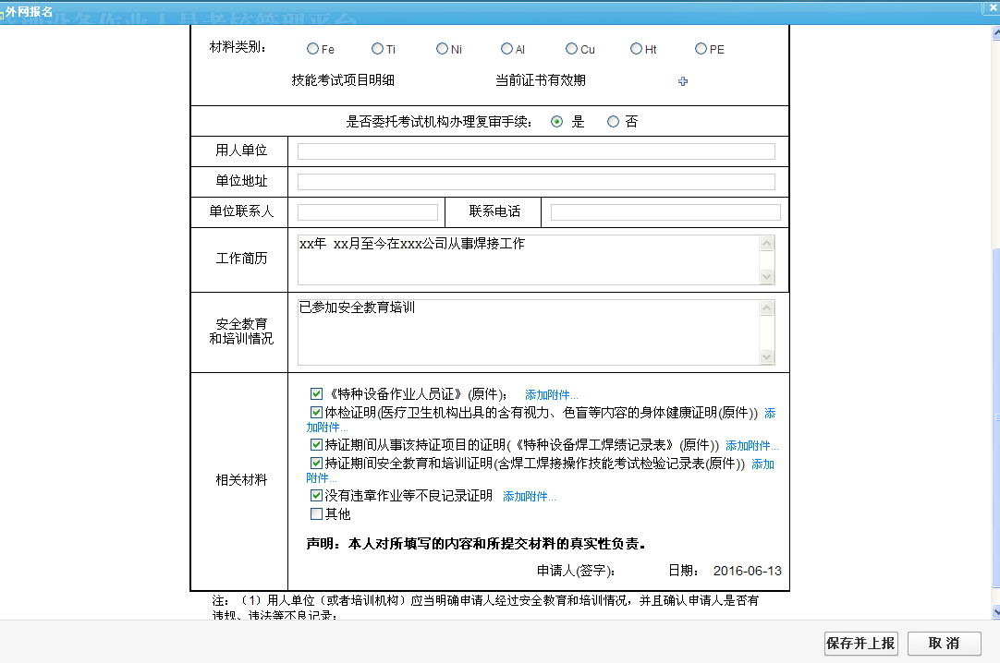 外网报名
材料类别： Fe Ti Ni Al Cu Ht PE
技能考试项目明细 当前证书有效期
是否委托考试机构办理复审手续： 是 否
用人单位
单位地址
单位联系人 联系电话
工作简历 xx年 xx月至今在xxx公司从事焊接工作
安全教育
和培训情况
已参加安全教育培训
相关材料
《特种设备作业人员证》(原件)； 添加附件...
体检证明(医疗卫生机构出具的含有视力、色盲等内容的身体健康证明(原件)) 添
加附件...
持证期间从事该持证项目的证明(《特种设备焊工焊绩记录表》(原件)) 添加附件...
持证期间安全教育和培训证明(含焊工焊接操作技能考试检验记录表(原件)) 添加
附件...
没有违章作业等不良记录证明 添加附件...
其他
声明：本人对所填写的内容和所提交材料的真实性负责。
申请人(签字)： 日期： 2016-06-13
注：（1）用人单位（或者培训机构）应当明确申请人经过安全教育和培训情况，并且确认申请人是否有
违规、违法等不良记录；
保存并上报 取 消